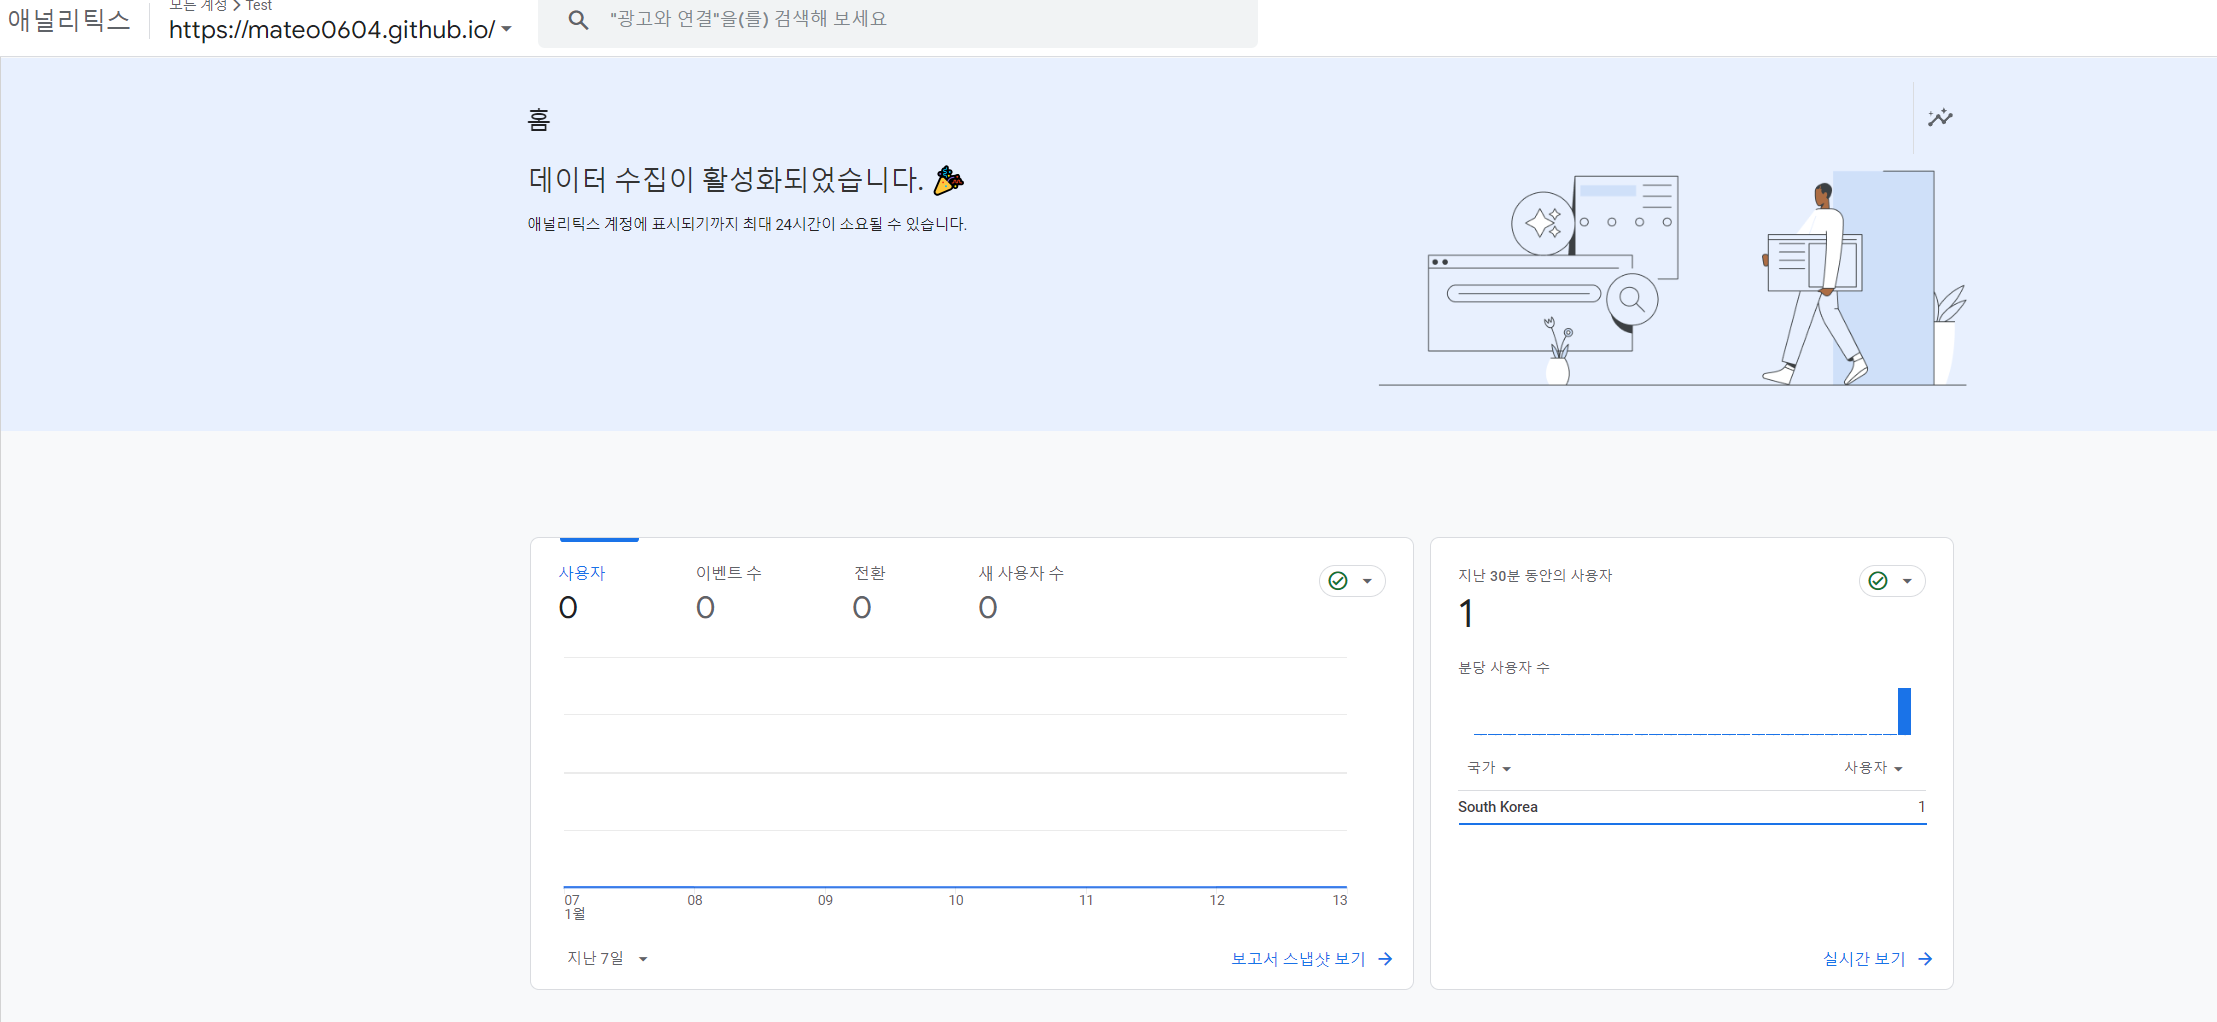 모든 계정 > Test
애널리틱스
https://mateo0604.github.io/
"광고와 연결"을(를) 검색해 보세요
홈
데이터 수집이 활성화되었습니다.
애널리틱스 계정에 표시되기까지 최대 24시간이 소요될 수 있습니다.
사용자 이벤트 수 전환 새 사용자 수
0 0 0 0
07 08 09 10 11 12 13
1월
지난 7일
보고서 스냅샷 보기
지난 30분 동안의 사용자
1
분당 사용자 수
국가 사용자
South Korea 1
실시간 보기